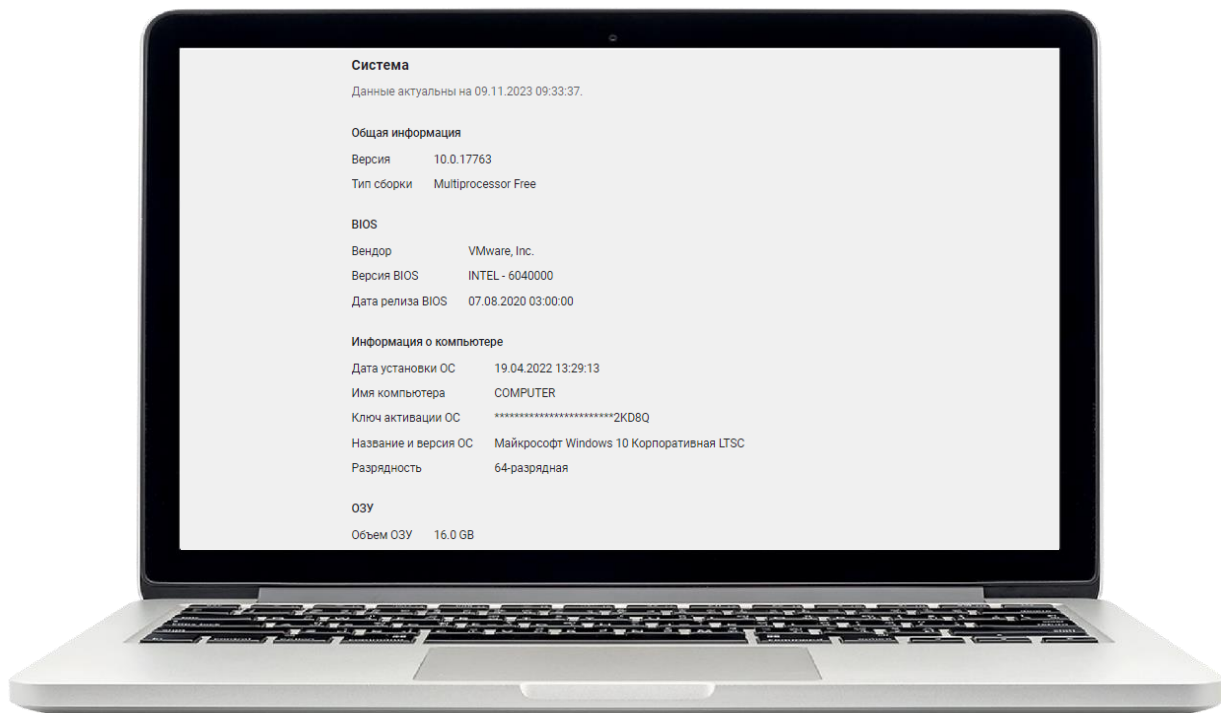 Система
Данные актуальны на 09.11.2023 09:33:37.
Общая информация
Версия 10.0.17763
Тип сборки Multiprocessor Free
BIOS
Вендор VMware, Inc.
Версия BIOS INTEL - 6040000
Дата релиза BIOS 07.08.2020 03:00:00
Информация о компьютере
Дата установки ОС 19.04.2022 13:29:13
Имя компьютера COMPUTER
Ключ активации ОС ************************2KD8Q
Название и версия ОС Майкрософт Windows 10 Корпоративная LTSC
Разрядность 64-разрядная
ОЗУ
Объем ОЗУ 16.0 GB